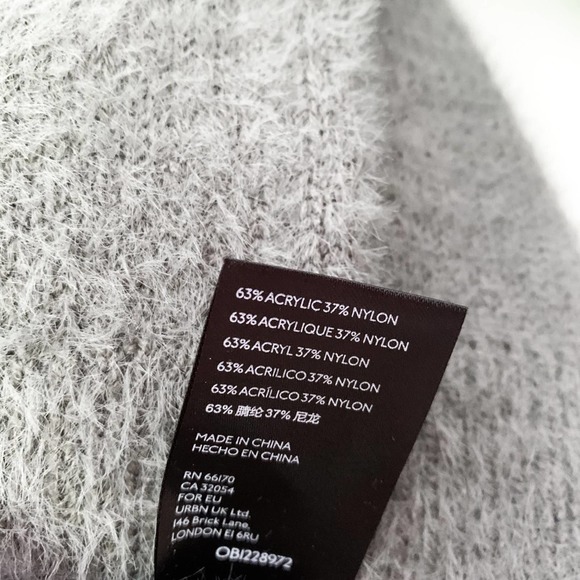 63% ACRYLIC 37% NYLON
63% ACRYLIQUE 37% NYLON
63% ACRYL 37% NYLON
63% ACRILICO 37% NYLON
63% ACRÍLICO 37% NYLON
63% 腈纶 37% 尼龙
MADE IN CHINA
HECHO EN CHINA
RN 66170
CA 32054
FOR EU
URBN UK Ltd.
146 Brick Lane,
LONDON E1 6RU
OB1228972